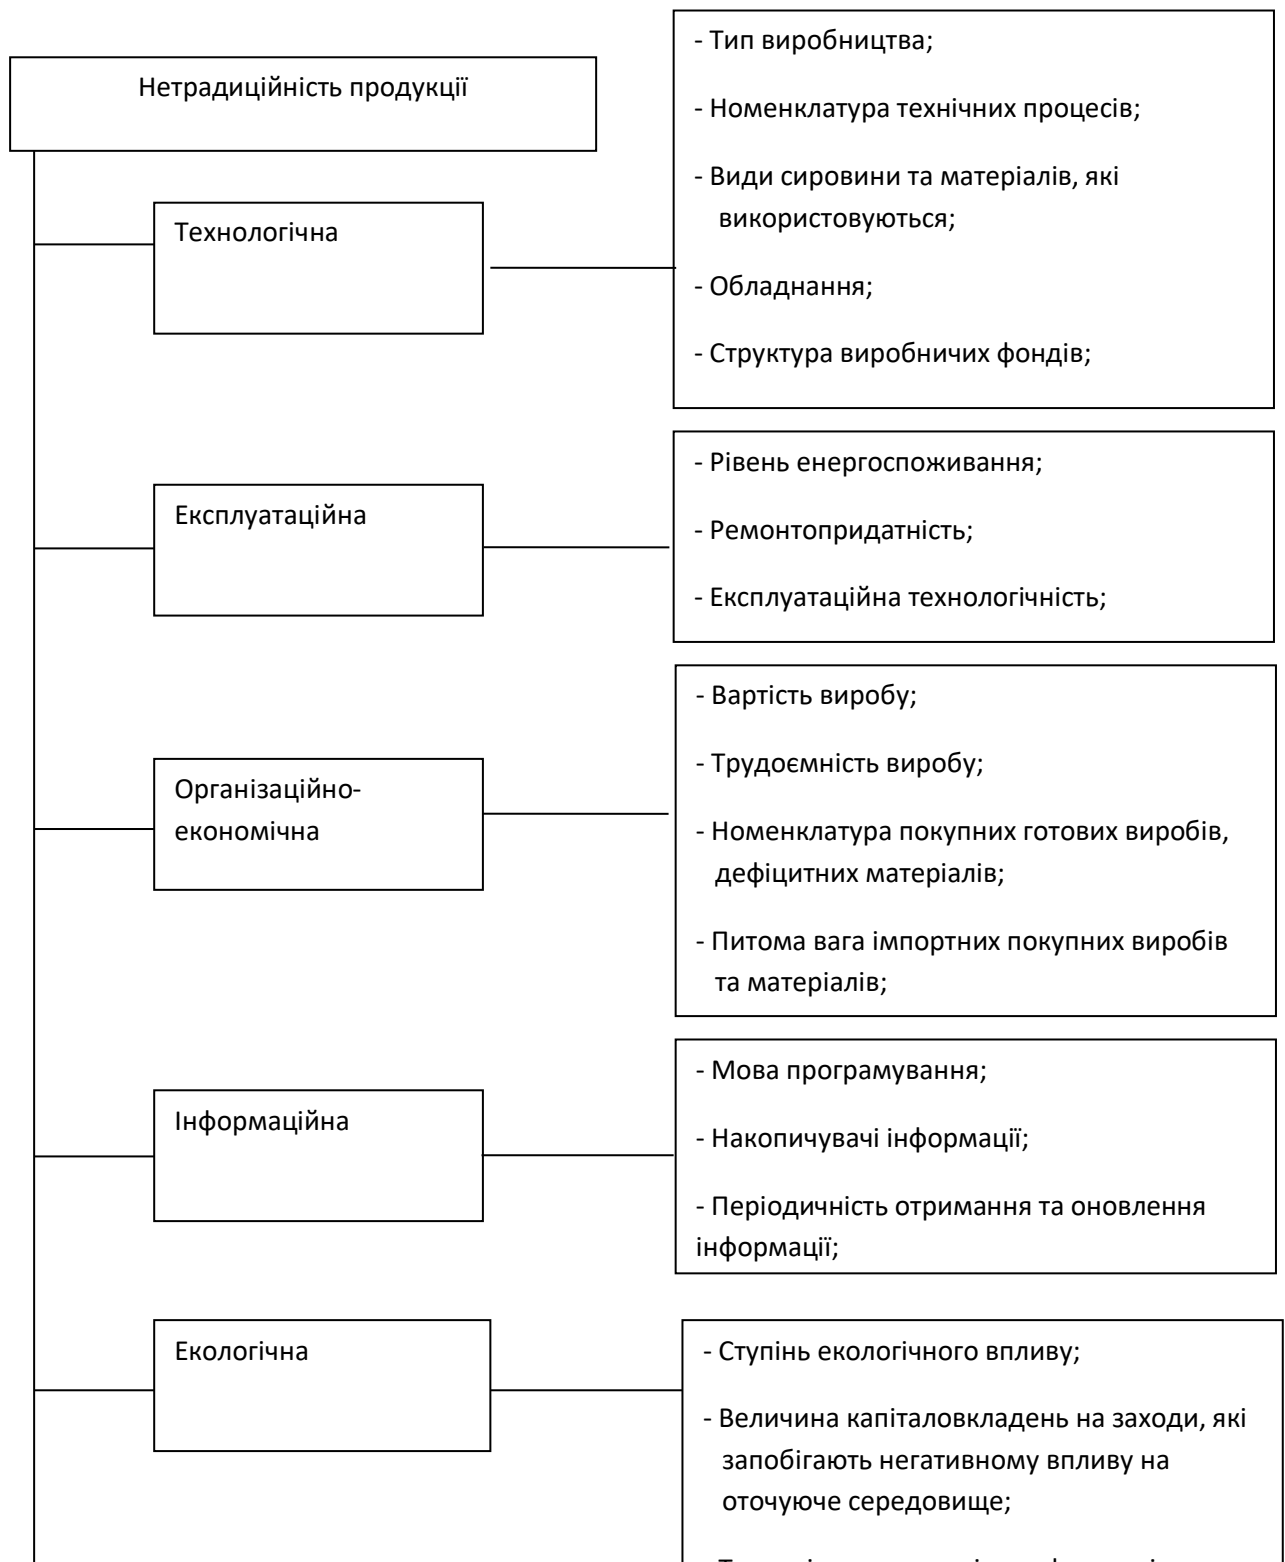 Нетрадиційність продукції
Технологічна
- Тип виробництва;
- Номенклатура технічних процесів;
- Види сировини та матеріалів, які
використовуються;
- Обладнання;
- Структура виробничих фондів;
Експлуатаційна
- Рівень енергоспоживання;
- Ремонтопридатність;
- Експлуатаційна технологічність;
Організаційно-
економічна
- Вартість виробу;
- Трудоємність виробу;
- Номенклатура покупних готових виробів,
дефіцитних матеріалів;
- Питома вага імпортних покупних виробів
та матеріалів;
Інформаційна
- Мова програмування;
- Накопичувачі інформації;
- Періодичність отримання та оновлення
інформації;
Екологічна
- Ступінь екологічного впливу;
- Величина капіталовкладень на заходи, які
запобігають негативному впливу на
оточуюче середовище;